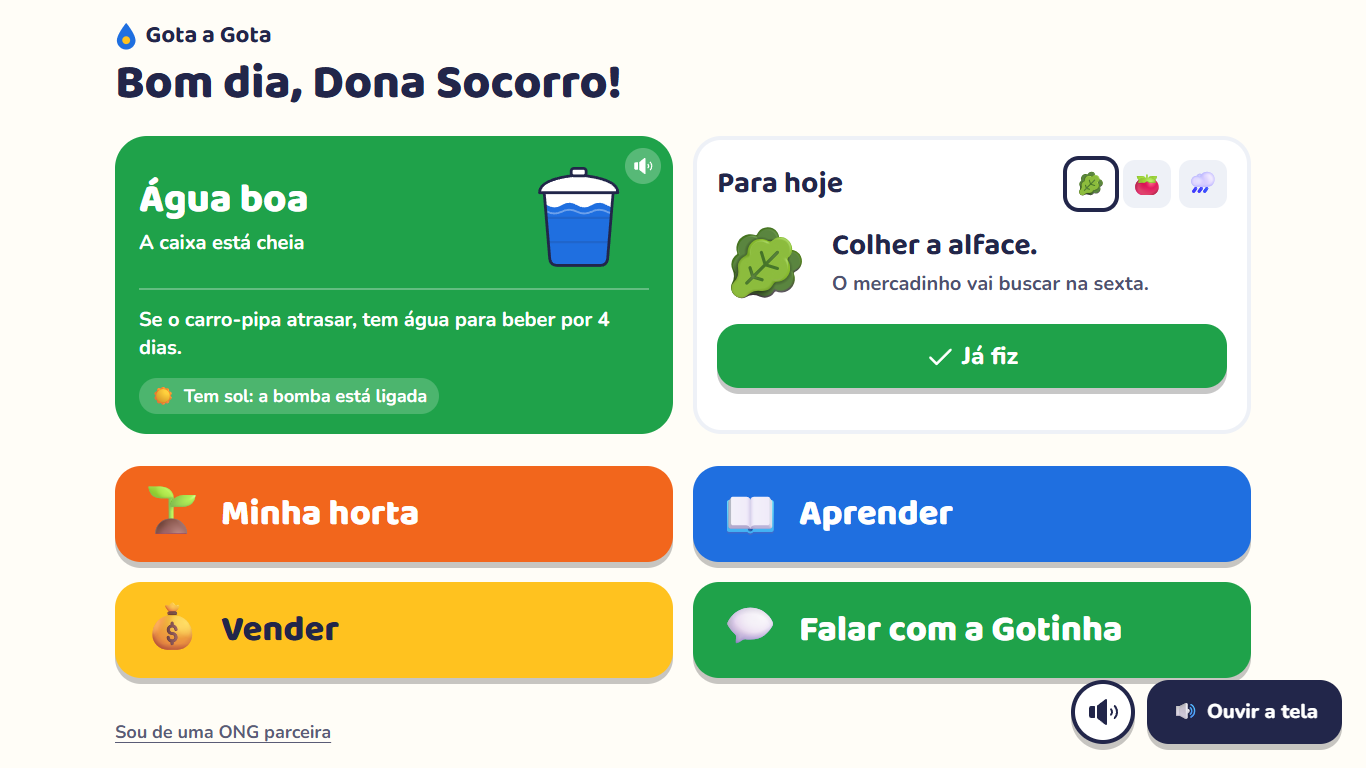 Gota a Gota
Bom dia, Dona Socorro!
Água boa
A caixa está cheia
Se o carro-pipa atrasar, tem água para beber por 4
dias.
Tem sol: a bomba está ligada
Para hoje
Colher a alface.
O mercadinho vai buscar na sexta.
Já fiz
Minha horta
Aprender
Vender
Falar com a Gotinha
Sou de uma ONG parceira
Ouvir a tela